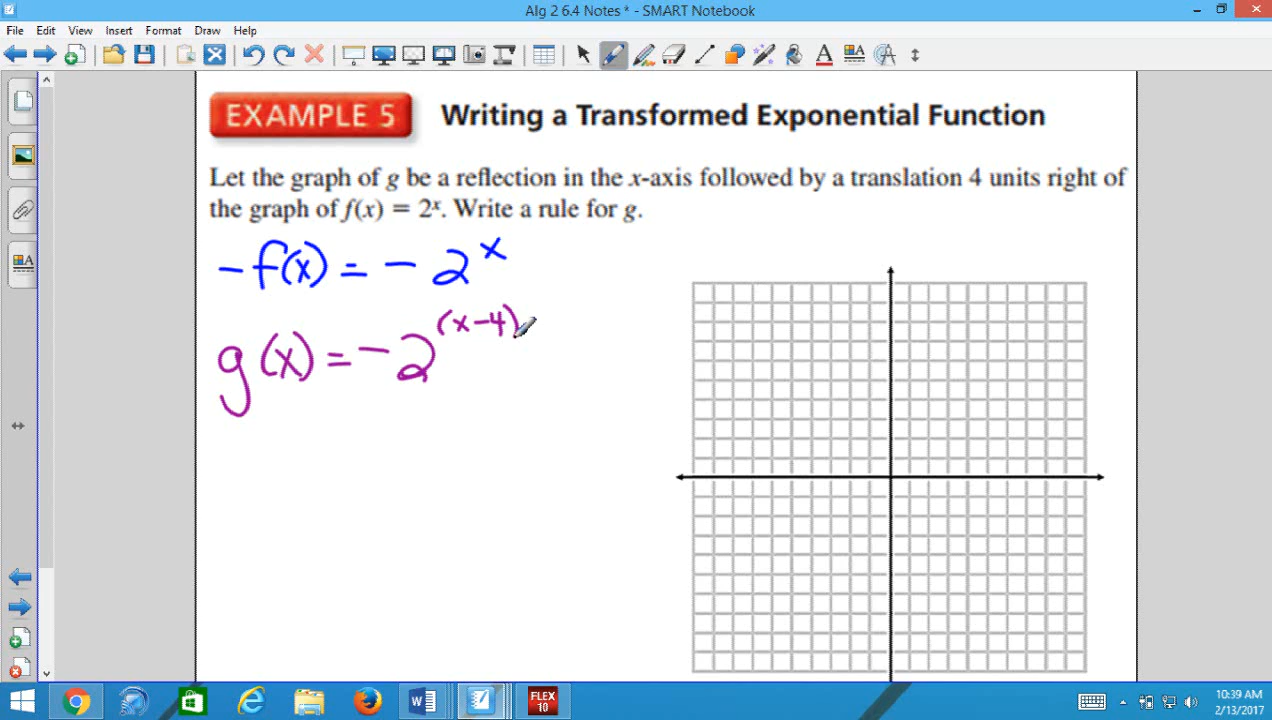 Alg 2 6.4 Notes * - SMART Notebook
File Edit View Insert Format Draw Help
EXAMPLE 5 Writing a Transformed Exponential Function
Let the graph of g be a reflection in the x-axis followed by a translation 4 units right of
the graph of f(x) = 2ˣ. Write a rule for g.
-f(x) = - 2^x
g(x) = -2^(x-4)
FLEX
10
10:39 AM
2/13/2017